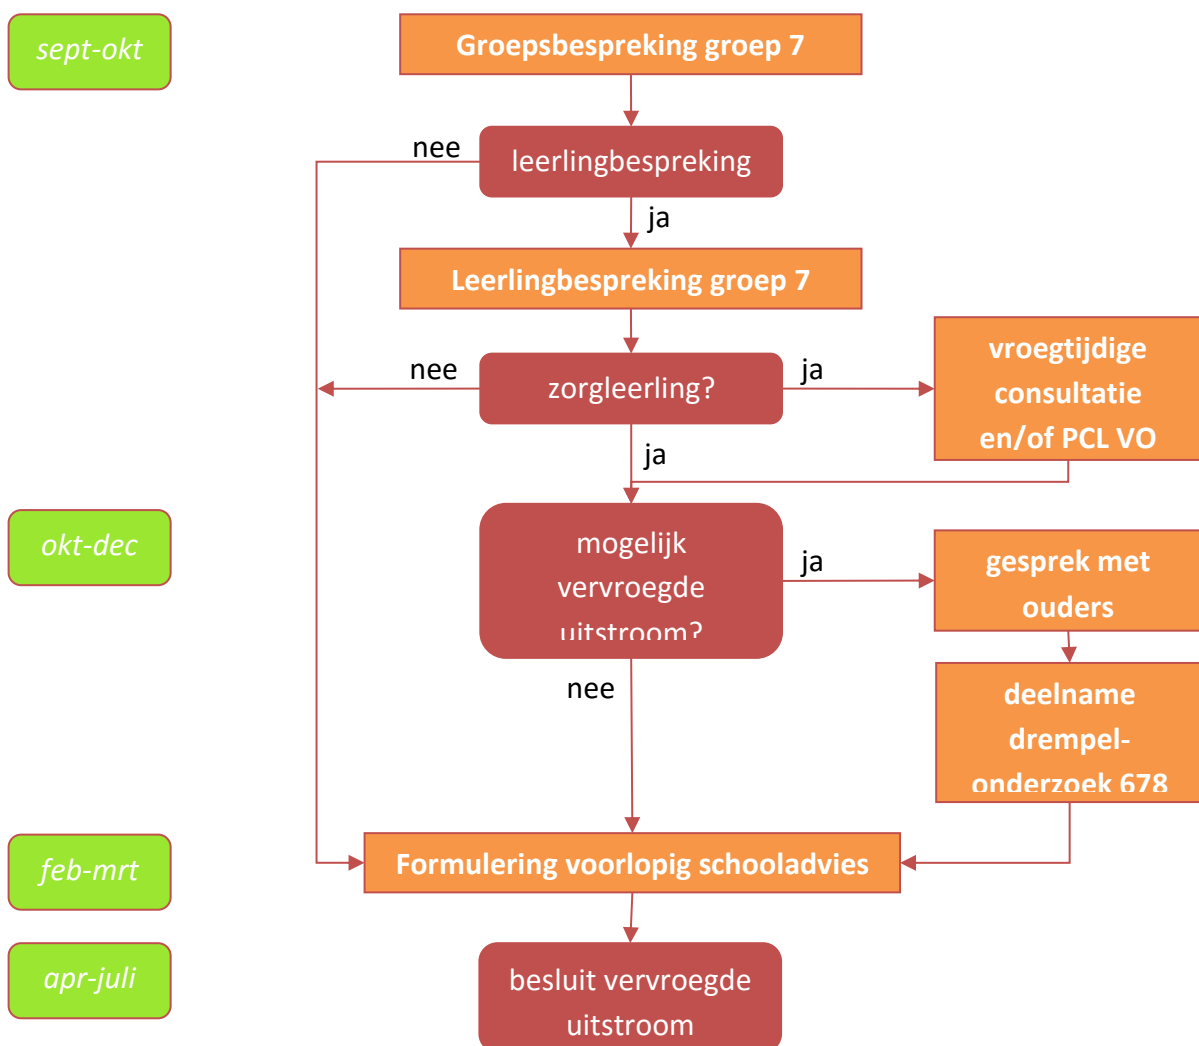 sept-okt
Groepsbespreking groep 7
nee
leerlingbespreking
ja
Leerlingbespreking groep 7
nee
zorgleerling?
ja
vroegtijdige
consultatie
en/of PCL VO
ja
okt-dec
mogelijk
vervroegde
uitstroom?
ja
gesprek met
ouders
nee
deelname
drempel-
onderzoek 678
feb-mrt
Formulering voorlopig schooladvies
apr-juli
besluit vervroegde
uitstroom